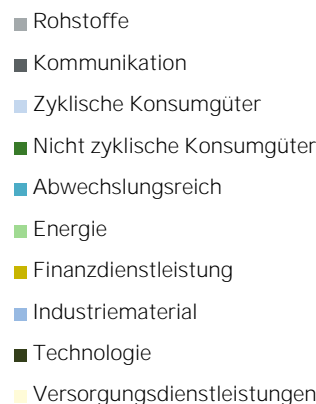 Rohstoffe
Kommunikation
Zyklische Konsumgüter
Nicht zyklische Konsumgüter
Abwechslungsreich
Energie
Finanzdienstleistung
Industriematerial
Technologie
Versorgungsdienstleistungen